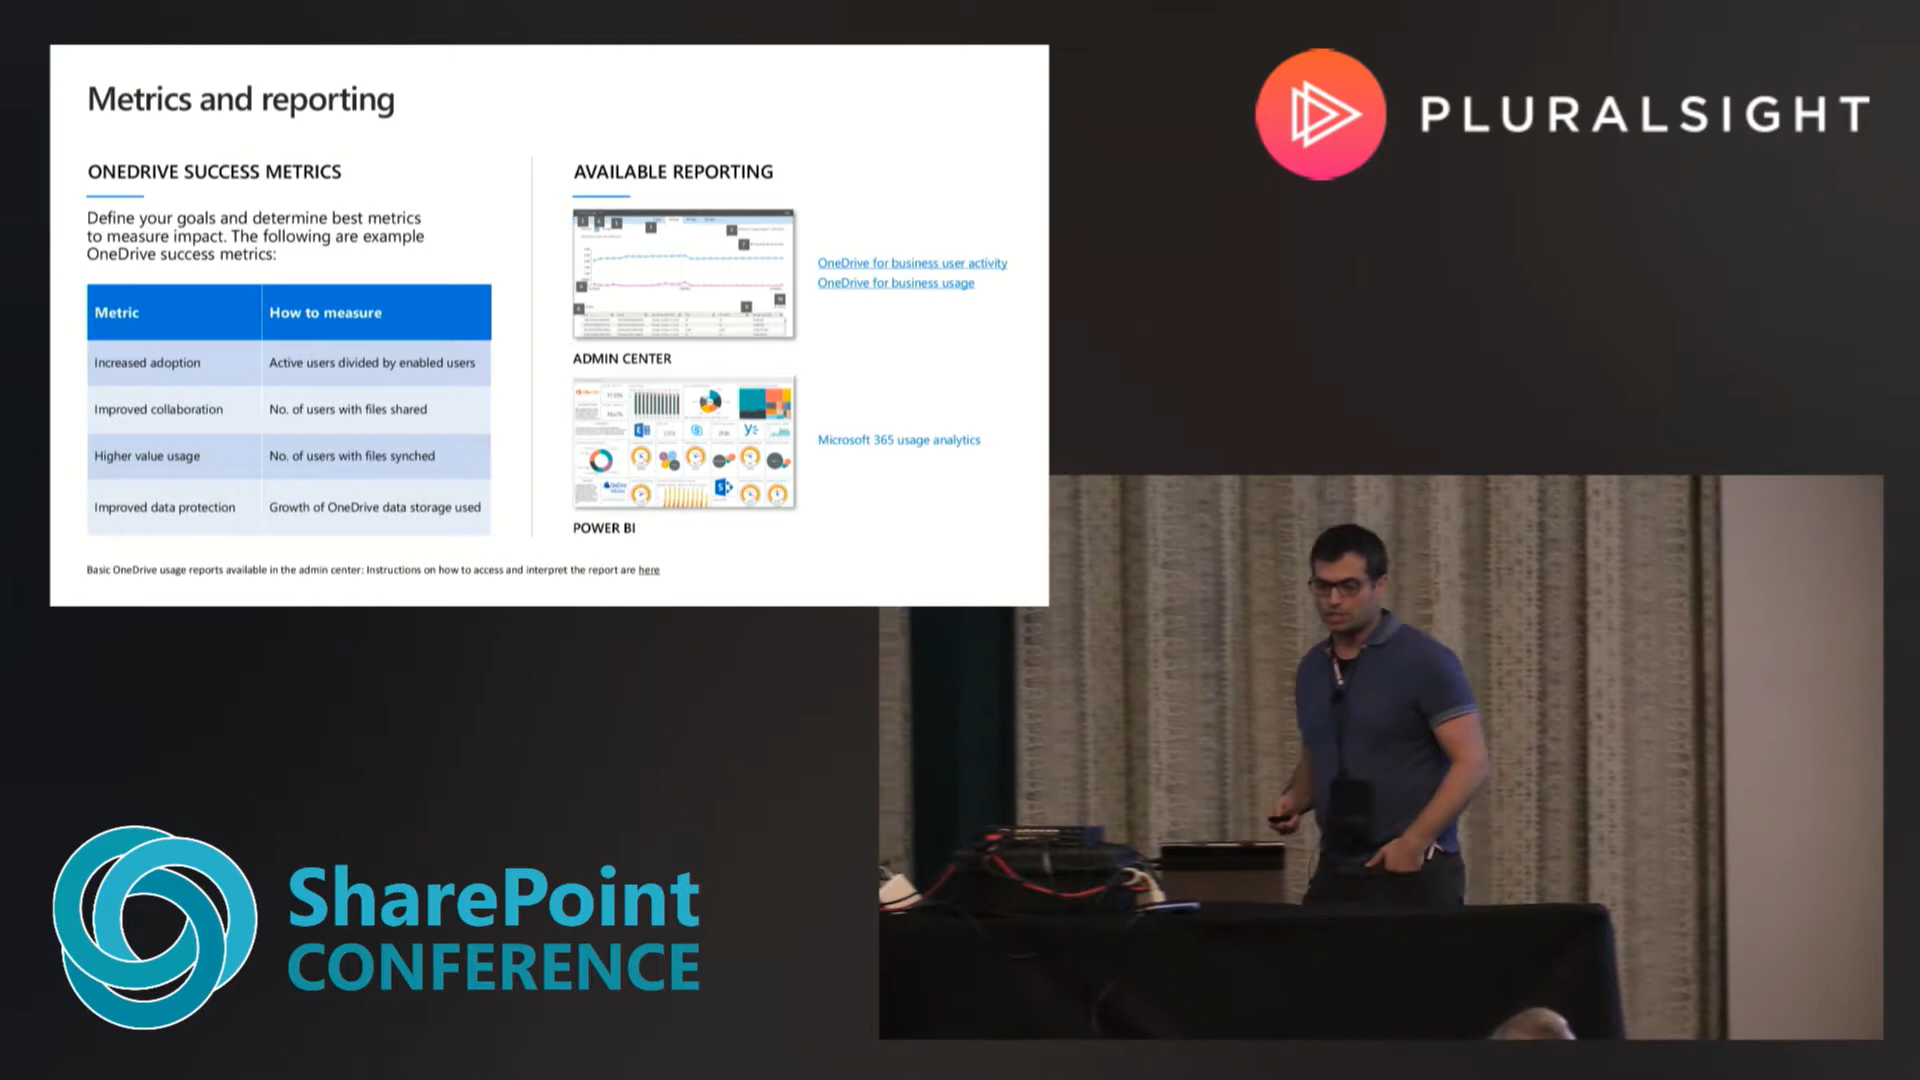 Metrics and reporting
ONEDRIVE SUCCESS METRICS
Define your goals and determine best metrics
to measure impact. The following are example
OneDrive success metrics:
Metric How to measure
Increased adoption Active users divided by enabled users
Improved collaboration No. of users with files shared
Higher value usage No. of users with files synched
Improved data protection Growth of OneDrive data storage used
AVAILABLE REPORTING
OneDrive for business user activity
OneDrive for business usage
ADMIN CENTER
Microsoft 365 usage analytics
POWER BI
Basic OneDrive usage reports available in the admin center: Instructions on how to access and interpret the report are here
PLURALSIGHT
SharePoint
CONFERENCE